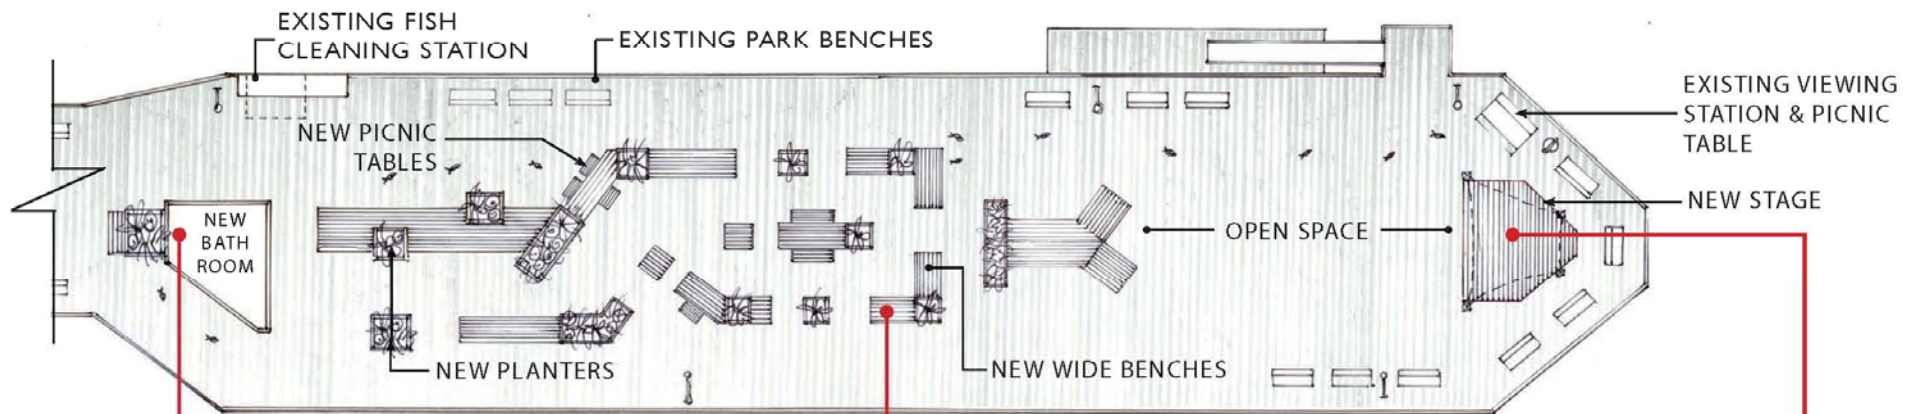 EXISTING FISH
CLEANING STATION
EXISTING PARK BENCHES
EXISTING VIEWING
STATION & PICNIC
TABLE
NEW PICNIC
TABLES
NEW STAGE
NEW
BATH
ROOM
OPEN SPACE
NEW PLANTERS
NEW WIDE BENCHES